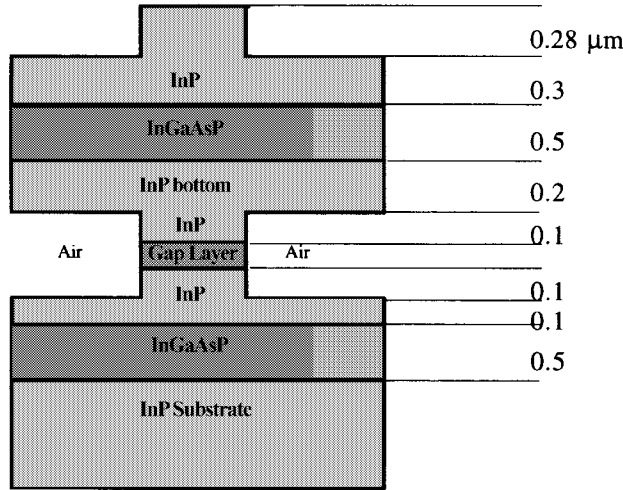 0.28 µm
InP
0.3
InGaAsP
0.5
InP bottom
0.2
InP
0.1
Air
Gap Layer
Air
InP
0.1
0.1
InGaAsP
0.5
InP Substrate